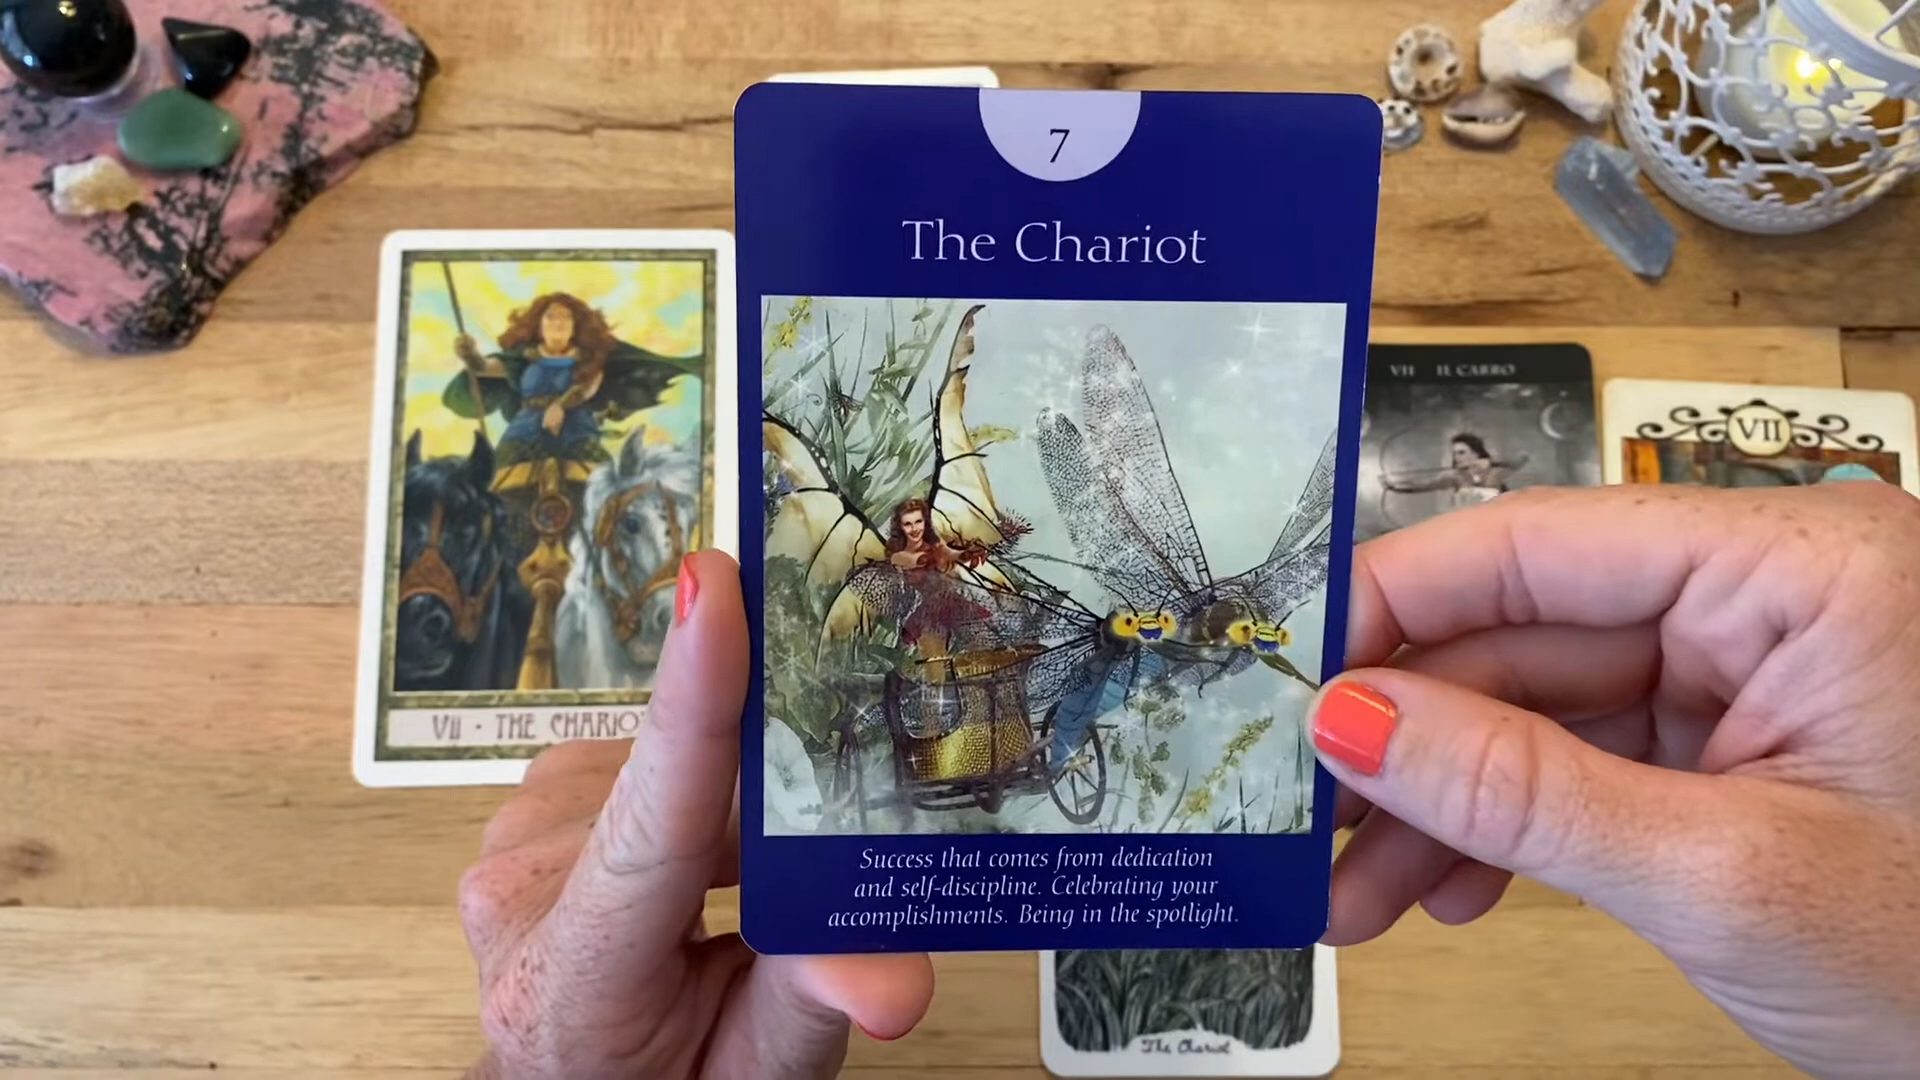 7
The Chariot
Success that comes from dedication
and self-discipline. Celebrating your
accomplishments. Being in the spotlight.
VII · THE CHARIO
VII IL CARRO
VII
The Chariot